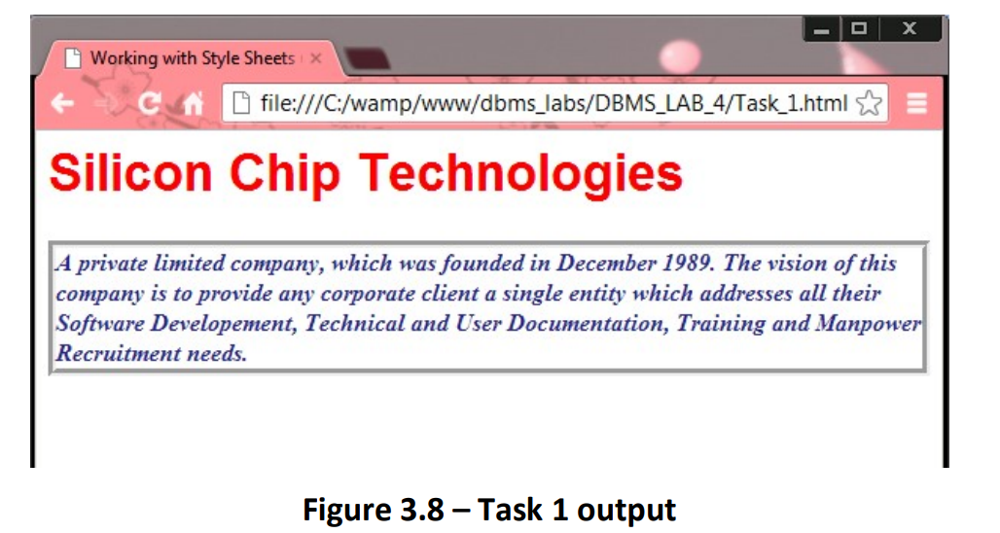 Working with Style Sheets
file:///C:/wamp/www/dbms_labs/DBMS_LAB_4/Task_1.html
Silicon Chip Technologies
A private limited company, which was founded in December 1989. The vision of this
company is to provide any corporate client a single entity which addresses all their
Software Developement, Technical and User Documentation, Training and Manpower
Recruitment needs.
Figure 3.8 – Task 1 output